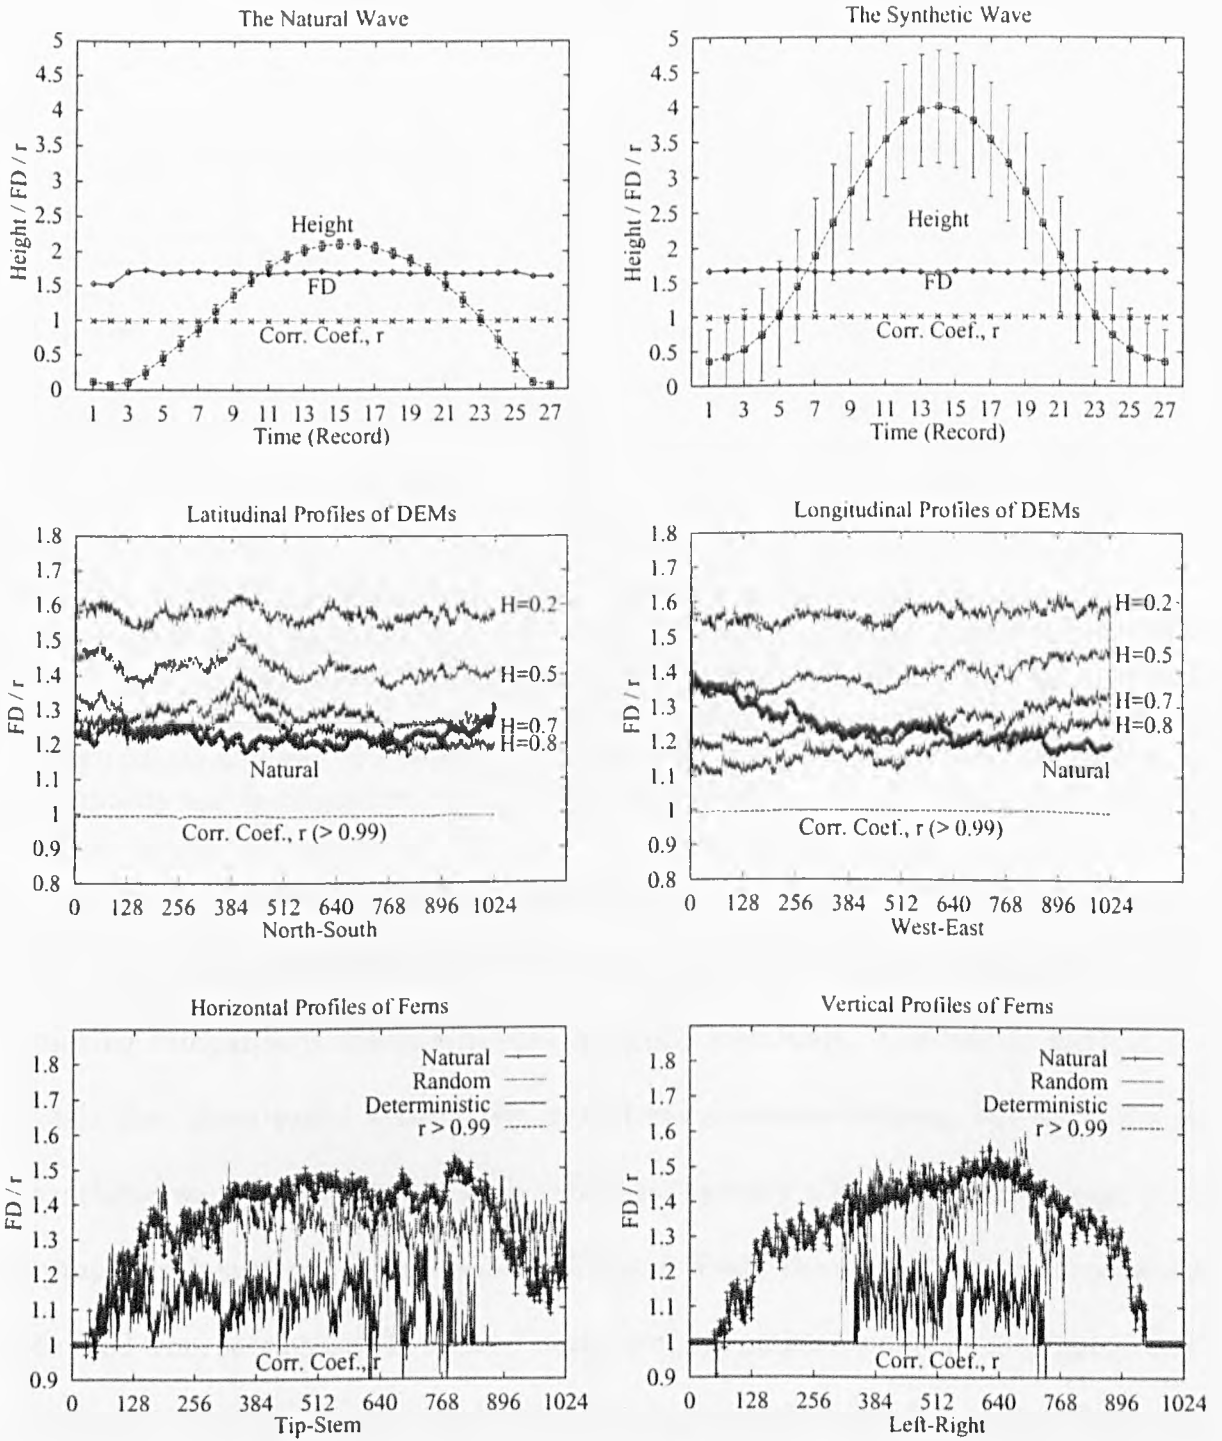 The Natural Wave
5
4.5
4
3.5
3
2.5
2
1.5
1
0.5
0
Height / FD / r
Height
FD
Corr. Coef., r
1 3 5 7 9 11 13 15 17 19 21 23 25 27
Time (Record)
The Synthetic Wave
5
4.5
4
3.5
3
2.5
2
1.5
1
0.5
0
Height / FD / r
Height
FD
Corr. Coef., r
1 3 5 7 9 11 13 15 17 19 21 23 25 27
Time (Record)
Latitudinal Profiles of DEMs
1.8
1.7
1.6
1.5
1.4
1.3
1.2
1.1
1
0.9
0.8
FD / r
H=0.2
H=0.5
H=0.7
H=0.8
Natural
Corr. Coef., r (> 0.99)
0 128 256 384 512 640 768 896 1024
North-South
Longitudinal Profiles of DEMs
1.8
1.7
1.6
1.5
1.4
1.3
1.2
1.1
1
0.9
0.8
FD / r
H=0.2
H=0.5
H=0.7
H=0.8
Natural
Corr. Coef., r (> 0.99)
0 128 256 384 512 640 768 896 1024
West-East
Horizontal Profiles of Ferns
1.8
1.7
1.6
1.5
1.4
1.3
1.2
1.1
1
0.9
FD / r
Natural
Random
Deterministic
r > 0.99
Corr. Coef., r
0 128 256 384 512 640 768 896 1024
Tip-Stem
Vertical Profiles of Ferns
1.8
1.7
1.6
1.5
1.4
1.3
1.2
1.1
1
0.9
FD / r
Natural
Random
Deterministic
r > 0.99
Corr. Coef., r
0 128 256 384 512 640 768 896 1024
Left-Right